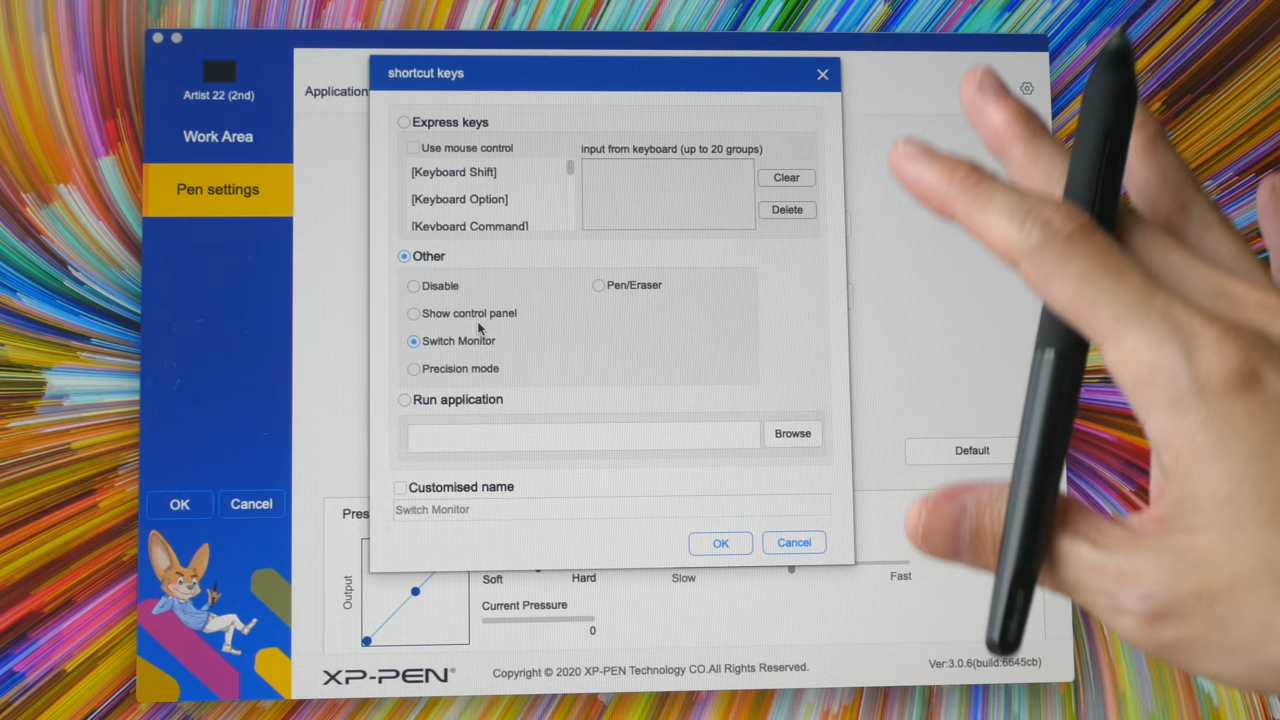 shortcut keys
Artist 22 (2nd)
Application
Work Area
Express keys
Use mouse control
input from keyboard (up to 20 groups)
[Keyboard Shift]
Clear
Pen settings
[Keyboard Option]
Delete
[Keyboard Command]
Other
Disable
Pen/Eraser
Show control panel
Switch Monitor
Precision mode
Run application
Browse
Default
Customised name
OK
Cancel
Switch Monitor
OK
Cancel
Output
Soft
Hard
Slow
Fast
Current Pressure
0
XP-PEN®
Copyright © 2020 XP-PEN Technology CO.All Rights Reserved.
Ver:3.0.6(build:6645cb)